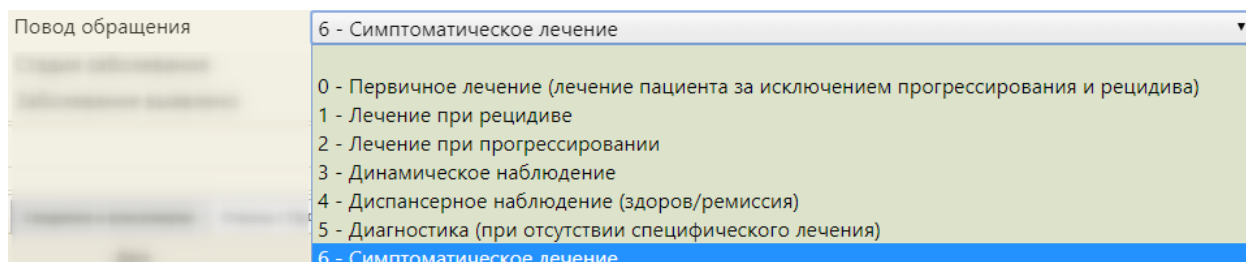 Повод обращения
6 - Симптоматическое лечение
0 - Первичное лечение (лечение пациента за исключением прогрессирования и рецидива)
1 - Лечение при рецидиве
2 - Лечение при прогрессировании
3 - Динамическое наблюдение
4 - Диспансерное наблюдение (здоров/ремиссия)
5 - Диагностика (при отсутствии специфического лечения)
6 - Симптоматическое лечение